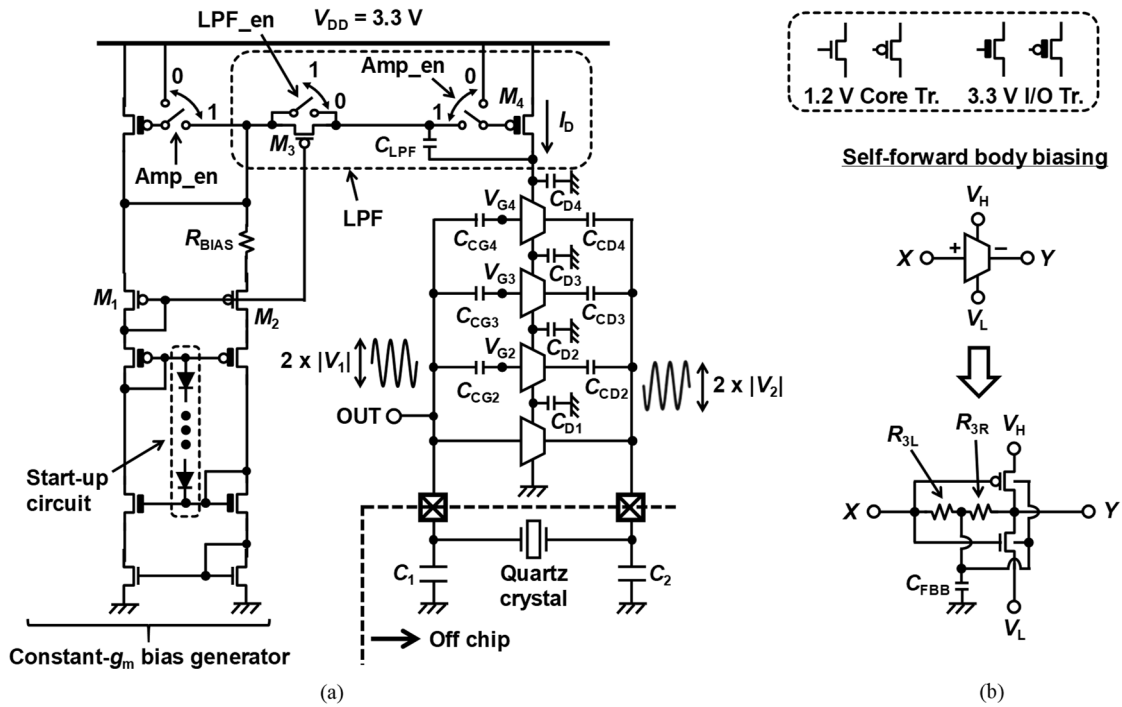 LPF_en
V_DD = 3.3 V
Amp_en
0
1
1
0
0
1
M_4
I_D
M_3
C_LPF
Amp_en
LPF
R_BIAS
M_1
M_2
Start-up
circuit
Constant-g_m bias generator
C_D4
V_G4
C_CG4
C_CD4
C_D3
V_G3
C_CG3
C_CD3
C_D2
V_G2
C_CG2
C_CD2
C_D1
2 x |V_1|
2 x |V_2|
OUT
C_1
Quartz
crystal
C_2
Off chip
(a)
1.2 V Core Tr.
3.3 V I/O Tr.
Self-forward body biasing
V_H
X
+
−
Y
V_L
R_3L
R_3R
V_H
X
Y
C_FBB
V_L
(b)